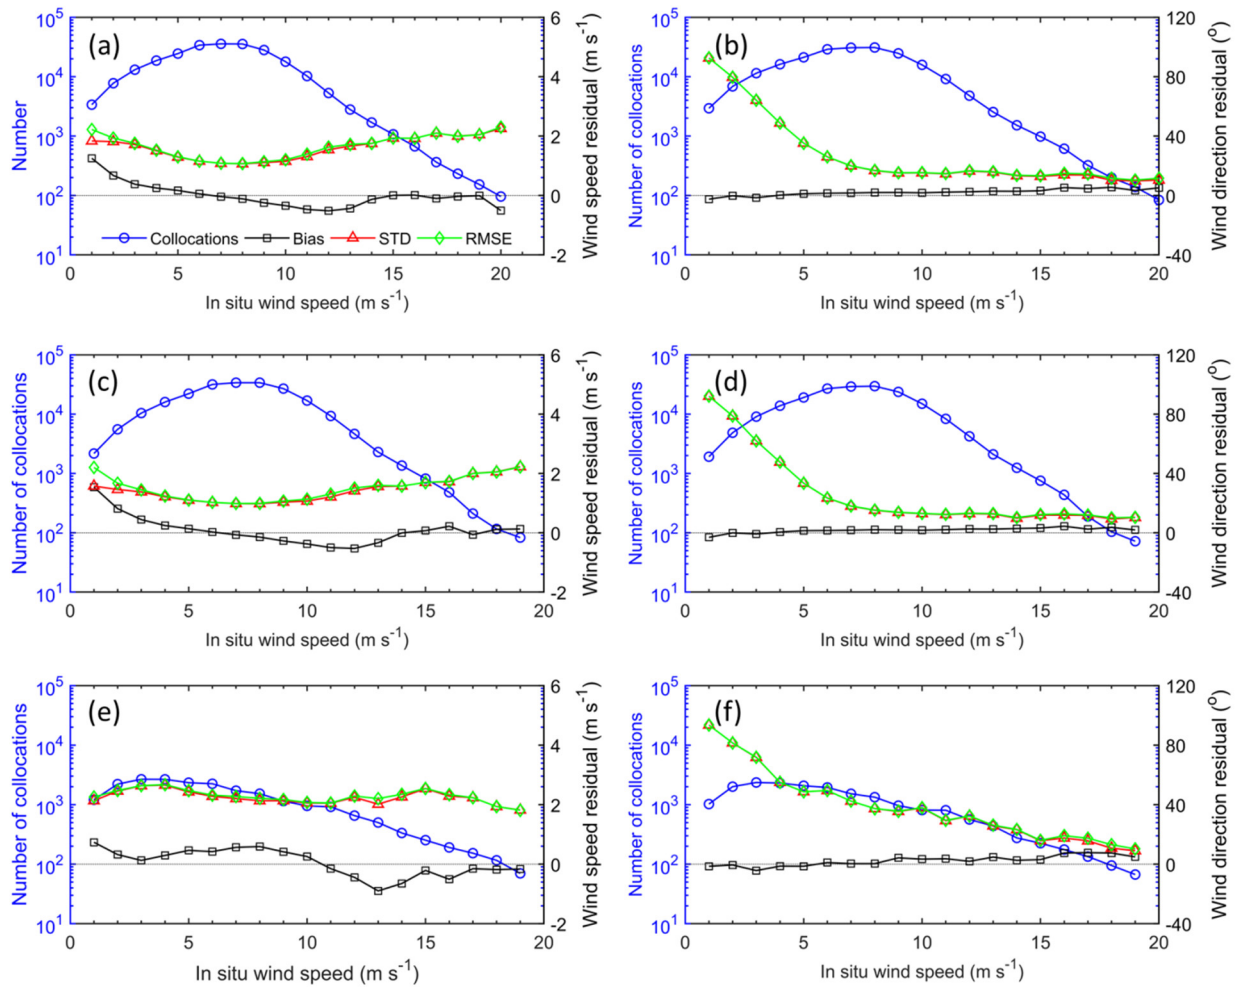 (a)
10^5
10^4
10^3
10^2
10^1
Number
6
4
2
0
-2
Wind speed residual (m s^-1)
Collocations Bias STD RMSE
0 5 10 15 20
In situ wind speed (m s^-1)
(b)
10^5
10^4
10^3
10^2
10^1
Number of collocations
120
80
40
0
-40
Wind direction residual (°)
0 5 10 15 20
In situ wind speed (m s^-1)
(c)
10^5
10^4
10^3
10^2
10^1
Number of collocations
6
4
2
0
-2
Wind speed residual (m s^-1)
0 5 10 15 20
In situ wind speed (m s^-1)
(d)
10^5
10^4
10^3
10^2
10^1
Number of collocations
120
80
40
0
-40
Wind direction residual (°)
0 5 10 15 20
In situ wind speed (m s^-1)
(e)
10^5
10^4
10^3
10^2
10^1
Number of collocations
6
4
2
0
-2
Wind speed residual (m s^-1)
0 5 10 15 20
In situ wind speed (m s^-1)
(f)
10^5
10^4
10^3
10^2
10^1
Number of collocations
120
80
40
0
-40
Wind direction residual (°)
0 5 10 15 20
In situ wind speed (m s^-1)